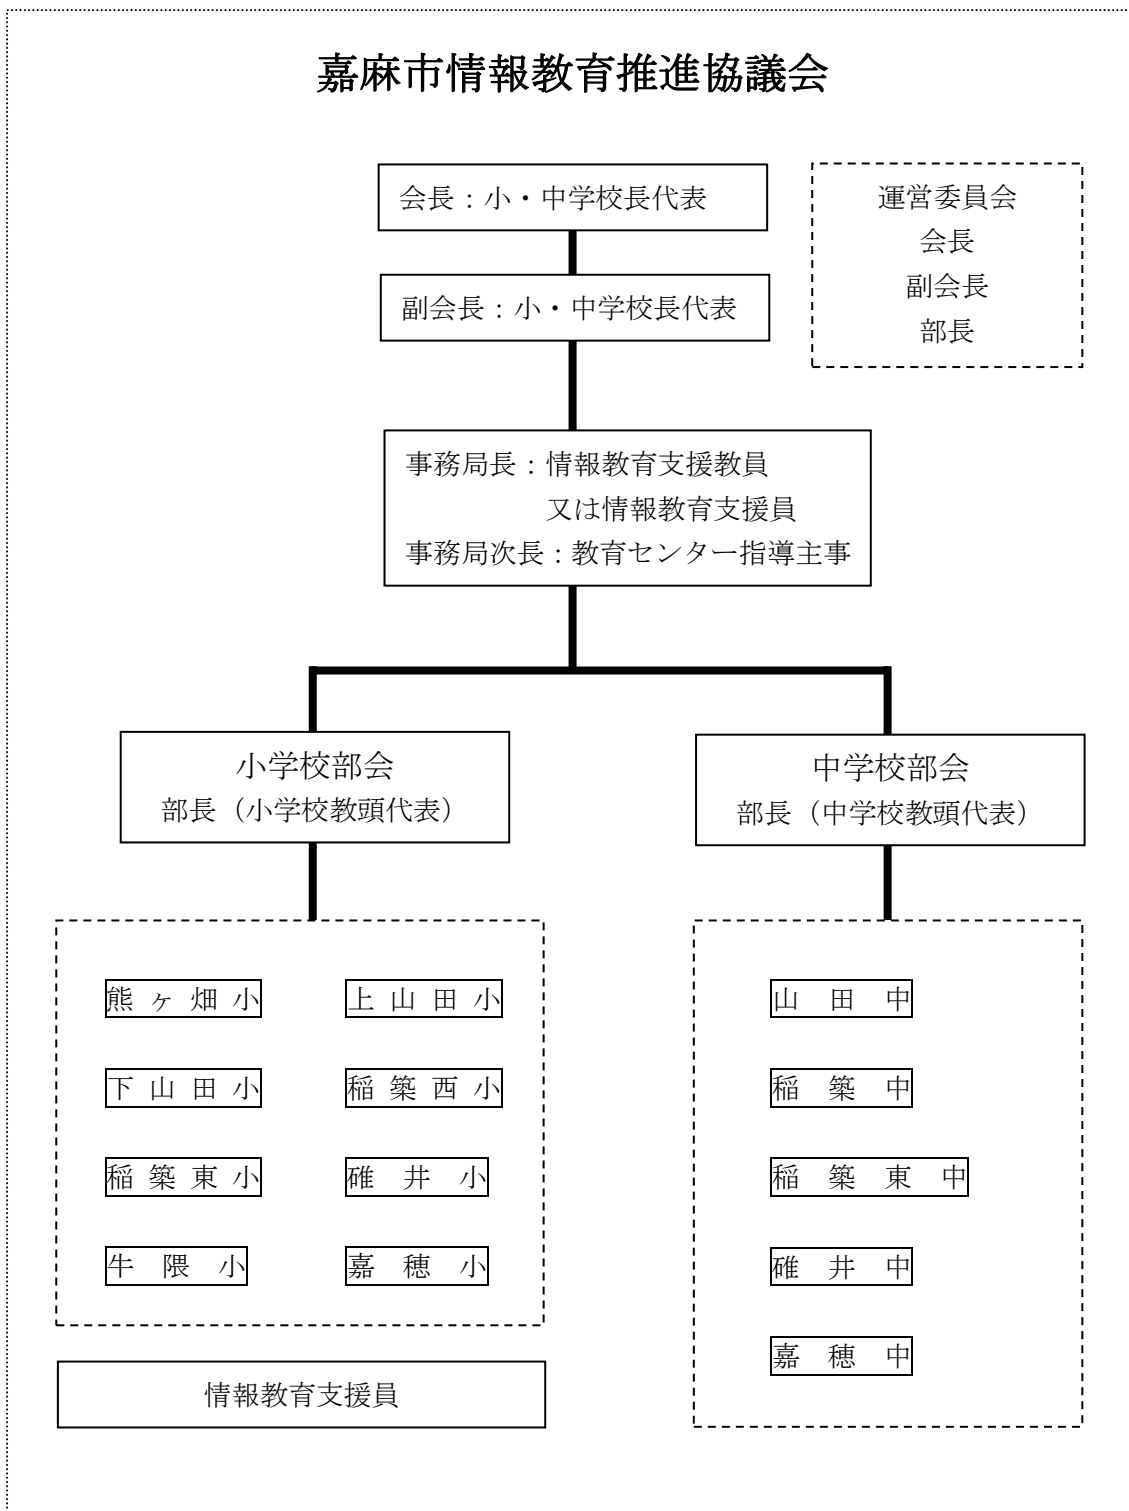 嘉麻市情報教育推進協議会
会長：小・中学校長代表
副会長：小・中学校長代表
運営委員会
会長
副会長
部長
事務局長：情報教育支援教員
又は情報教育支援員
事務局次長：教育センター指導主事
小学校部会
部長（小学校教頭代表）
中学校部会
部長（中学校教頭代表）
熊ヶ畑小
上山田小
下山田小
稲築西小
稲築東小
碓井小
牛隈小
嘉穂小
情報教育支援員
山田中
稲築中
稲築東中
碓井中
嘉穂中